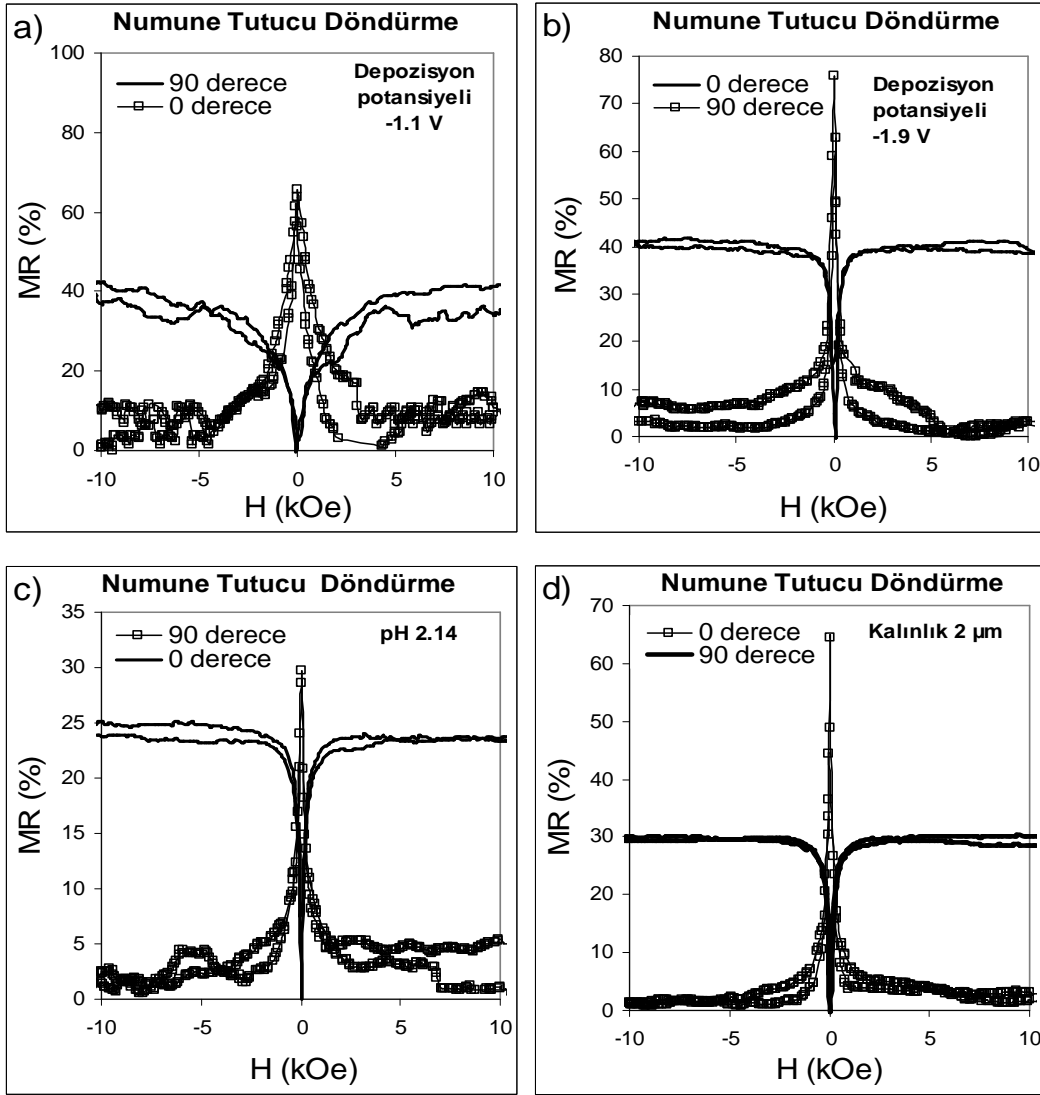 a)
Numune Tutucu Döndürme
100
80
60
40
20
0
MR (%)
90 derece
0 derece
Depozisyon
potansiyeli
-1.1 V
-10
-5
0
5
10
H (kOe)
b)
Numune Tutucu Döndürme
80
70
60
50
40
30
20
10
0
MR (%)
0 derece
90 derece
Depozisyon
potansiyeli
-1.9 V
-10
-5
0
5
10
H (kOe)
c)
Numune Tutucu Döndürme
35
30
25
20
15
10
5
0
MR (%)
90 derece
0 derece
pH 2.14
-10
-5
0
5
10
H (kOe)
d)
Numune Tutucu Döndürme
70
60
50
40
30
20
10
0
MR (%)
0 derece
90 derece
Kalınlık 2 µm
-10
-5
0
5
10
H (kOe)